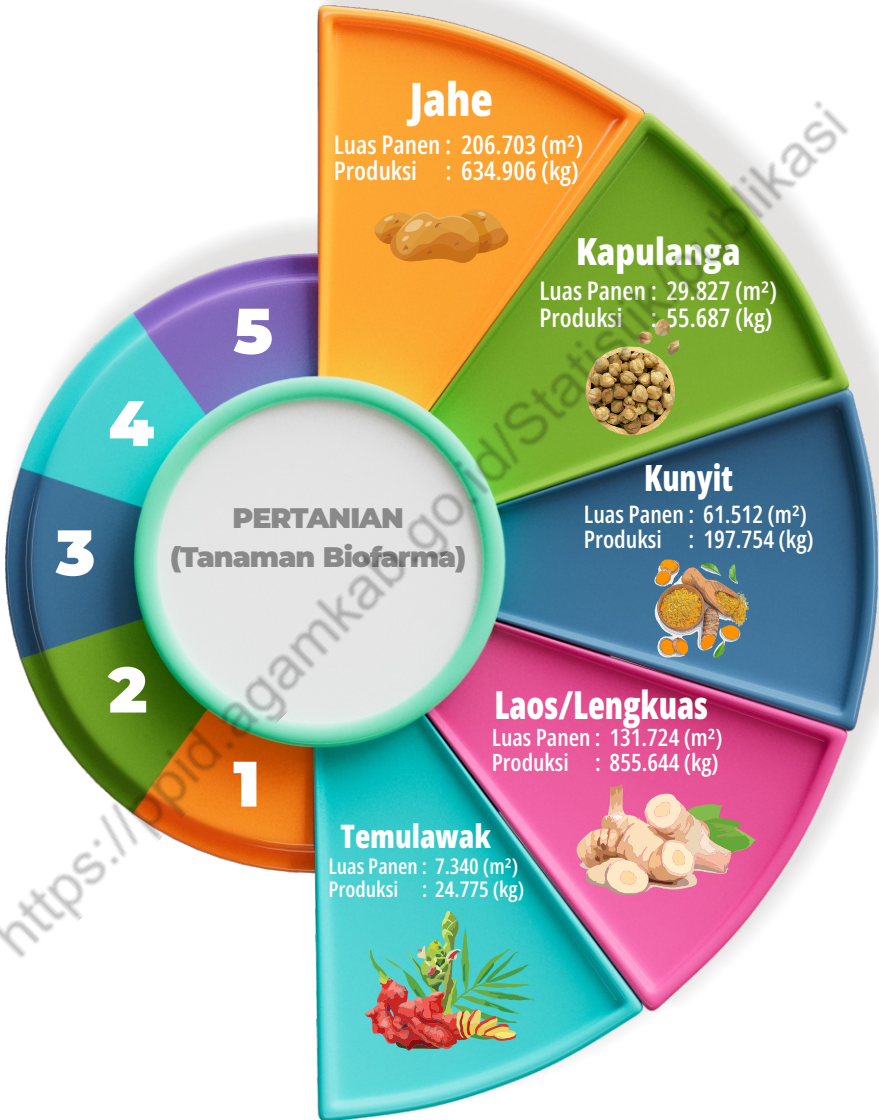 Jahe
Luas Panen : 206.703 (m²)
Produksi : 634.906 (kg)
Kapulanga
Luas Panen : 29.827 (m²)
Produksi : 55.687 (kg)
Kunyit
Luas Panen : 61.512 (m²)
Produksi : 197.754 (kg)
Laos/Lengkuas
Luas Panen : 131.724 (m²)
Produksi : 855.644 (kg)
Temulawak
Luas Panen : 7.340 (m²)
Produksi : 24.775 (kg)
5
4
3
2
1
PERTANIAN
(Tanaman Biofarma)
https://ppid.agamkab.go.id/Statistik/publikasi